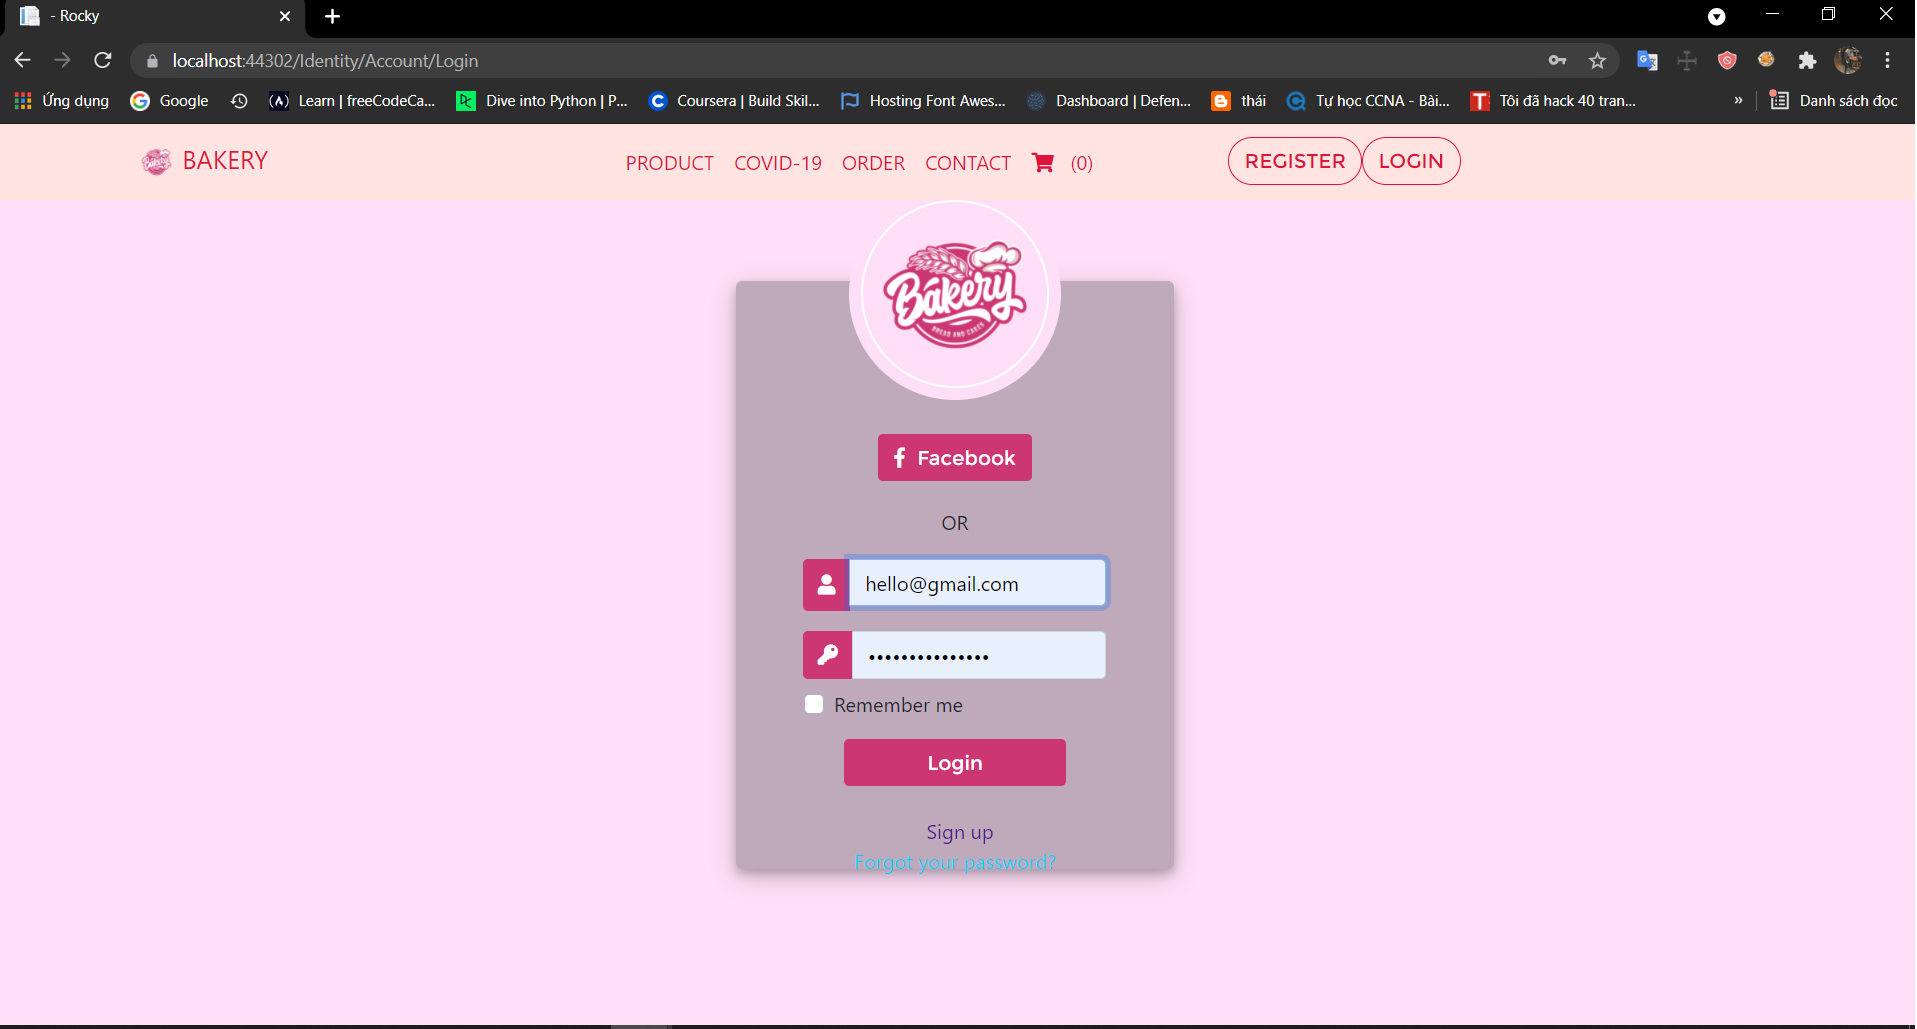 - Rocky
localhost:44302/Identity/Account/Login
Ứng dụng Google Learn | freeCodeCa... Dive into Python | P... Coursera | Build Skil... Hosting Font Awes... Dashboard | Defen... thái Tự học CCNA - Bài... Tôi đã hack 40 tran... » Danh sách đọc
BAKERY PRODUCT COVID-19 ORDER CONTACT (0) REGISTER LOGIN
Bakery
BREAD AND CAKES
Facebook
OR
hello@gmail.com
•••••••••••••••
Remember me
Login
Sign up
Forgot your password?